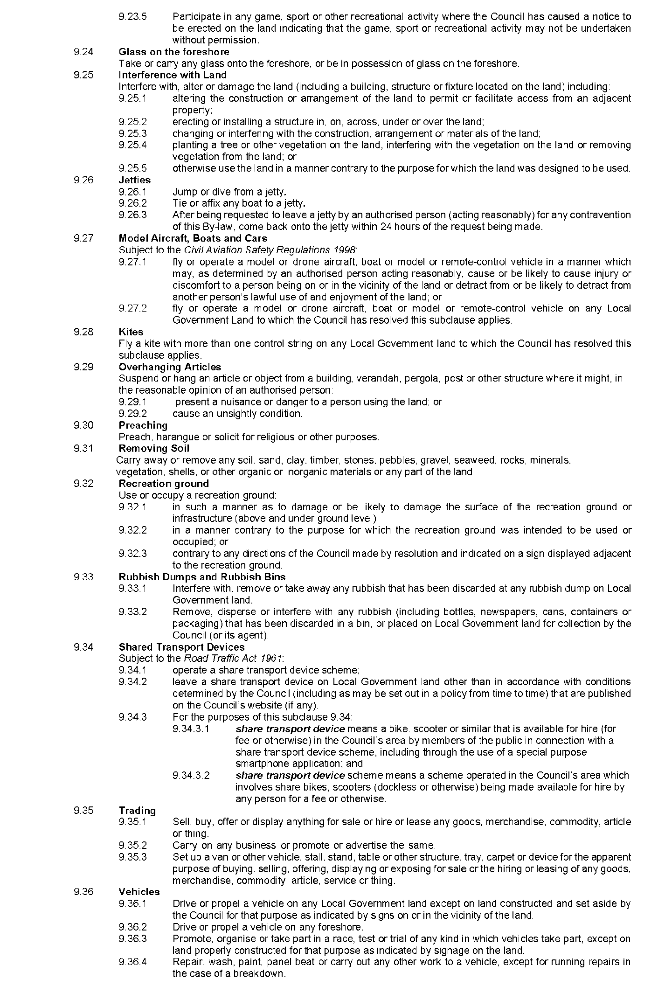 9.23.5 Participate in any game, sport or other recreational activity where the Council has caused a notice to
be erected on the land indicating that the game, sport or recreational activity may not be undertaken
without permission.
9.24 Glass on the foreshore
Take or carry any glass onto the foreshore, or be in possession of glass on the foreshore.
9.25 Interference with Land
Interfere with, alter or damage the land (including a building, structure or fixture located on the land) including:
9.25.1 altering the construction or arrangement of the land to permit or facilitate access from an adjacent
property;
9.25.2 erecting or installing a structure in, on, across, under or over the land;
9.25.3 changing or interfering with the construction, arrangement or materials of the land;
9.25.4 planting a tree or other vegetation on the land, interfering with the vegetation on the land or removing
vegetation from the land; or
9.25.5 otherwise use the land in a manner contrary to the purpose for which the land was designed to be used.
9.26 Jetties
9.26.1 Jump or dive from a jetty.
9.26.2 Tie or affix any boat to a jetty.
9.26.3 After being requested to leave a jetty by an authorised person (acting reasonably) for any contravention
of this By-law, come back onto the jetty within 24 hours of the request being made.
9.27 Model Aircraft, Boats and Cars
Subject to the Civil Aviation Safety Regulations 1998:
9.27.1 fly or operate a model or drone aircraft, boat or model or remote-control vehicle in a manner which
may, as determined by an authorised person acting reasonably, cause or be likely to cause injury or
discomfort to a person being on or in the vicinity of the land or detract from or be likely to detract from
another person's lawful use of and enjoyment of the land; or
9.27.2 fly or operate a model or drone aircraft, boat or model or remote-control vehicle on any Local
Government Land to which the Council has resolved this subclause applies.
9.28 Kites
Fly a kite with more than one control string on any Local Government land to which the Council has resolved this
subclause applies.
9.29 Overhanging Articles
Suspend or hang an article or object from a building, verandah, pergola, post or other structure where it might, in
the reasonable opinion of an authorised person:
9.29.1 present a nuisance or danger to a person using the land; or
9.29.2 cause an unsightly condition.
9.30 Preaching
Preach, harangue or solicit for religious or other purposes.
9.31 Removing Soil
Carry away or remove any soil, sand, clay, timber, stones, pebbles, gravel, seaweed, rocks, minerals,
vegetation, shells, or other organic or inorganic materials or any part of the land.
9.32 Recreation ground
Use or occupy a recreation ground:
9.32.1 in such a manner as to damage or be likely to damage the surface of the recreation ground or
infrastructure (above and under ground level);
9.32.2 in a manner contrary to the purpose for which the recreation ground was intended to be used or
occupied; or
9.32.3 contrary to any directions of the Council made by resolution and indicated on a sign displayed adjacent
to the recreation ground.
9.33 Rubbish Dumps and Rubbish Bins
9.33.1 Interfere with, remove or take away any rubbish that has been discarded at any rubbish dump on Local
Government land.
9.33.2 Remove, disperse or interfere with any rubbish (including bottles, newspapers, cans, containers or
packaging) that has been discarded in a bin, or placed on Local Government land for collection by the
Council (or its agent).
9.34 Shared Transport Devices
Subject to the Road Traffic Act 1961:
9.34.1 operate a share transport device scheme;
9.34.2 leave a share transport device on Local Government land other than in accordance with conditions
determined by the Council (including as may be set out in a policy from time to time) that are published
on the Council's website (if any).
9.34.3 For the purposes of this subclause 9.34:
9.34.3.1 share transport device means a bike, scooter or similar that is available for hire (for
fee or otherwise) in the Council's area by members of the public in connection with a
share transport device scheme, including through the use of a special purpose
smartphone application; and
9.34.3.2 share transport device scheme means a scheme operated in the Council's area which
involves share bikes, scooters (dockless or otherwise) being made available for hire by
any person for a fee or otherwise.
9.35 Trading
9.35.1 Sell, buy, offer or display anything for sale or hire or lease any goods, merchandise, commodity, article
or thing.
9.35.2 Carry on any business or promote or advertise the same.
9.35.3 Set up a van or other vehicle, stall, stand, table or other structure, tray, carpet or device for the apparent
purpose of buying, selling, offering, displaying or exposing for sale or the hiring or leasing of any goods,
merchandise, commodity, article, service or thing.
9.36 Vehicles
9.36.1 Drive or propel a vehicle on any Local Government land except on land constructed and set aside by
the Council for that purpose as indicated by signs on or in the vicinity of the land.
9.36.2 Drive or propel a vehicle on any foreshore.
9.36.3 Promote, organise or take part in a race, test or trial of any kind in which vehicles take part, except on
land properly constructed for that purpose as indicated by signage on the land.
9.36.4 Repair, wash, paint, panel beat or carry out any other work to a vehicle, except for running repairs in
the case of a breakdown.